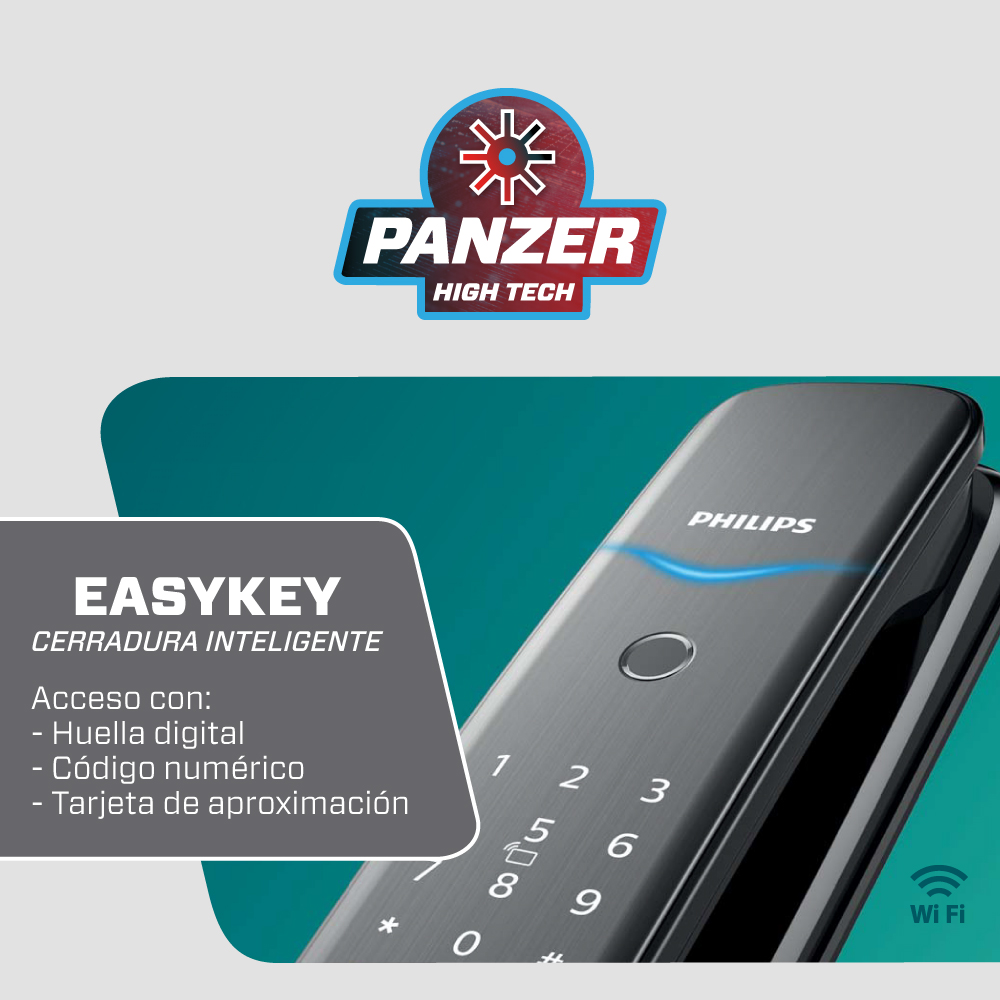 PANZER
HIGH TECH
PHILIPS
EASYKEY
CERRADURA INTELIGENTE
Acceso con:
- Huella digital
- Código numérico
- Tarjeta de aproximación
1 2 3
5 6
7 8 9
* 0 #
Wi Fi